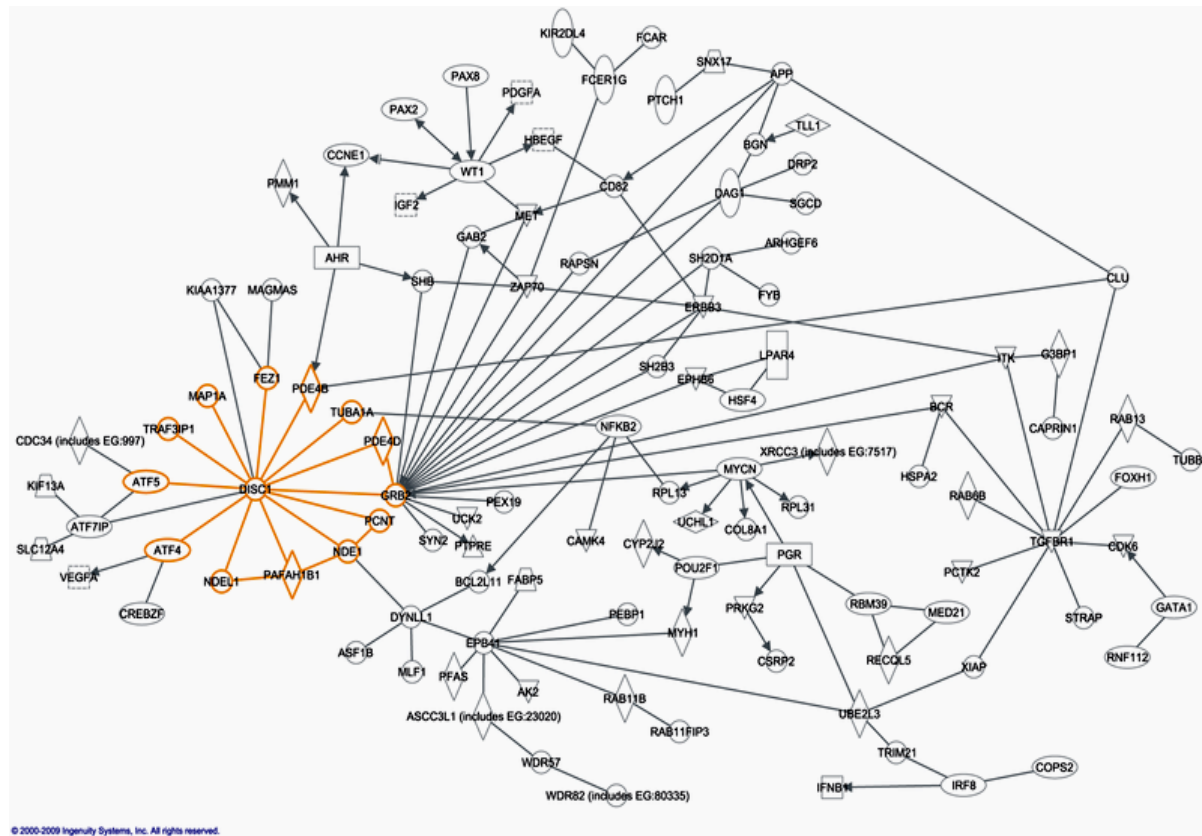 KIR2DL4
FCAR
SNX17
APP
PAX8
FCER1G
PDGFA
PTCH1
PAX2
TLL1
HBEGF
BGN
CCNE1
WT1
DRP2
PMM1
CD82
DAG1
IGF2
MET
SGCD
GAB2
ARHGEF6
AHR
RAPSN
SH2D1A
SHB
ZAP70
CLU
KIAA1377
MAGMAS
FYB
ERBB3
LPAR4
ITK
G3BP1
SH2B3
FEZ1
EPHB6
PDE4B
MAP1A
HSF4
TUBA1A
BCR
CAPRIN1
RAB13
TRAF3IP1
NFKB2
CDC34 (includes EG:997)
PDE4D
XRCC3 (includes EG:7517)
TUBB
MYCN
HSPA2
FOXH1
ATF5
DISC1
KIF13A
GRB2
RPL13
RAB6B
PEX19
RPL31
UCK2
UCHL1
COL8A1
PCNT
ATF7IP
SYN2
PTPRE
CAMK4
CYP2J2
TGFBR1
CDK6
SLC12A4
ATF4
NDE1
PGR
PCTK2
VEGFA
NDEL1
PAFAH1B1
BCL2L11
FABP5
POU2F1
CREBZF
DYNLL1
PEBP1
PRKG2
RBM39
MED21
STRAP
GATA1
EPB41
MYH1
ASF1B
MLF1
CSRP2
RECQL5
RNF112
PFAS
XIAP
AK2
RAB11B
ASCC3L1 (includes EG:23020)
UBE2L3
RAB11FIP3
TRIM21
WDR57
COPS2
IRF8
IFNB1
WDR82 (includes EG:80335)
© 2000-2009 Ingenuity Systems, Inc. All rights reserved.